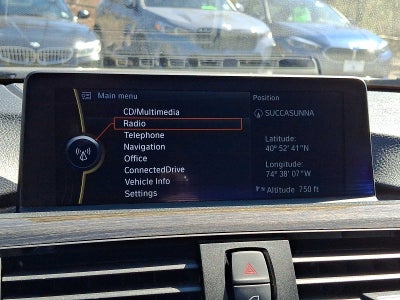 Main menu
CD/Multimedia
Radio
Telephone
Navigation
Office
ConnectedDrive
Vehicle Info
Settings
Position
SUCCASUNNA
Latitude:
40° 52' 41"N
Longitude:
74° 38' 07"W
Altitude 750 ft